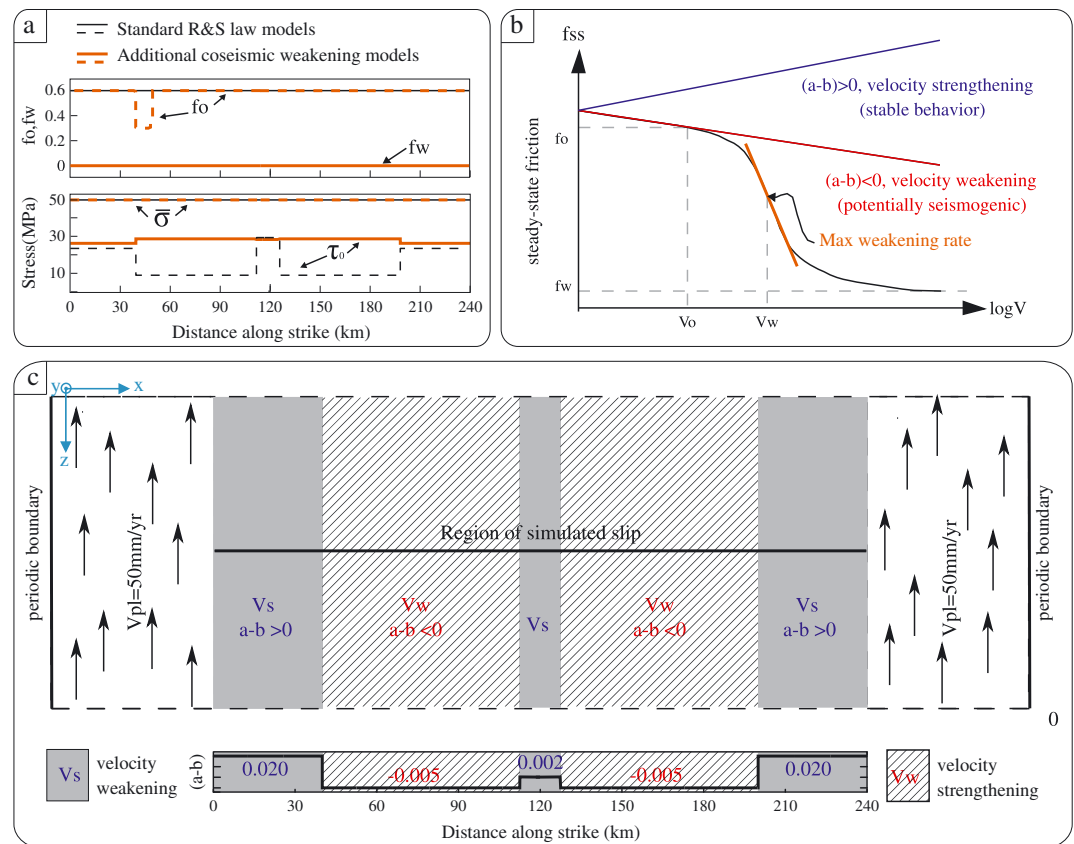 a
Standard R&S law models
Additional coseismic weakening models
fo,fw
0.6
0.4
0.2
0
fo
fw
Stress(MPa)
50
30
10
σ̅
τ₀
0 30 60 90 120 150 180 210 240
Distance along strike (km)
b
fss
steady-state friction
fo
fw
(a-b)>0, velocity strengthening
(stable behavior)
(a-b)<0, velocity weakening
(potentially seismogenic)
Max weakening rate
logV
Vo
Vw
c
y
x
z
periodic boundary
Vpl=50mm/yr
Region of simulated slip
Vs
a-b >0
Vw
a-b <0
Vs
Vw
a-b <0
Vs
a-b >0
Vpl=50mm/yr
periodic boundary
0
Vs
velocity
weakening
(a-b)
0.020
-0.005
0.002
-0.005
0.020
Vw
velocity
strengthening
0 30 60 90 120 150 180 210 240
Distance along strike (km)